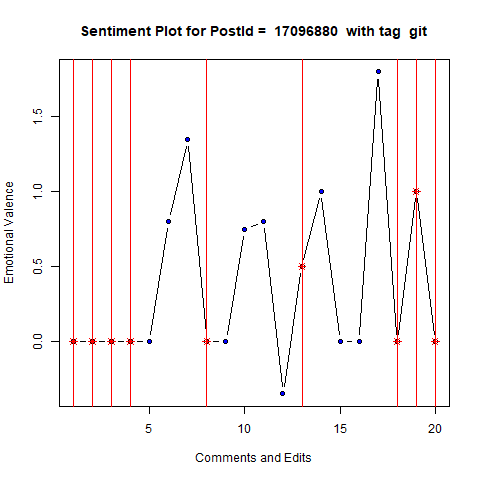 Sentiment Plot for PostId = 17096880 with tag git
Emotional Valence
1.5
1.0
0.5
0.0
5 10 15 20
Comments and Edits